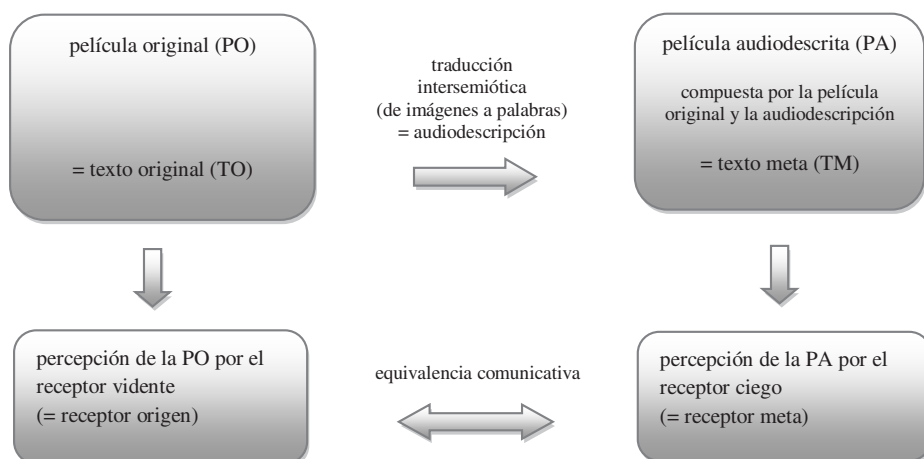 película original (PO)
= texto original (TO)
traducción
intersemiótica
(de imágenes a palabras)
= audiodescripción
película audiodescrita (PA)
compuesta por la película
original y la audiodescripción
= texto meta (TM)
percepción de la PO por el
receptor vidente
(= receptor origen)
equivalencia comunicativa
percepción de la PA por el
receptor ciego
(= receptor meta)